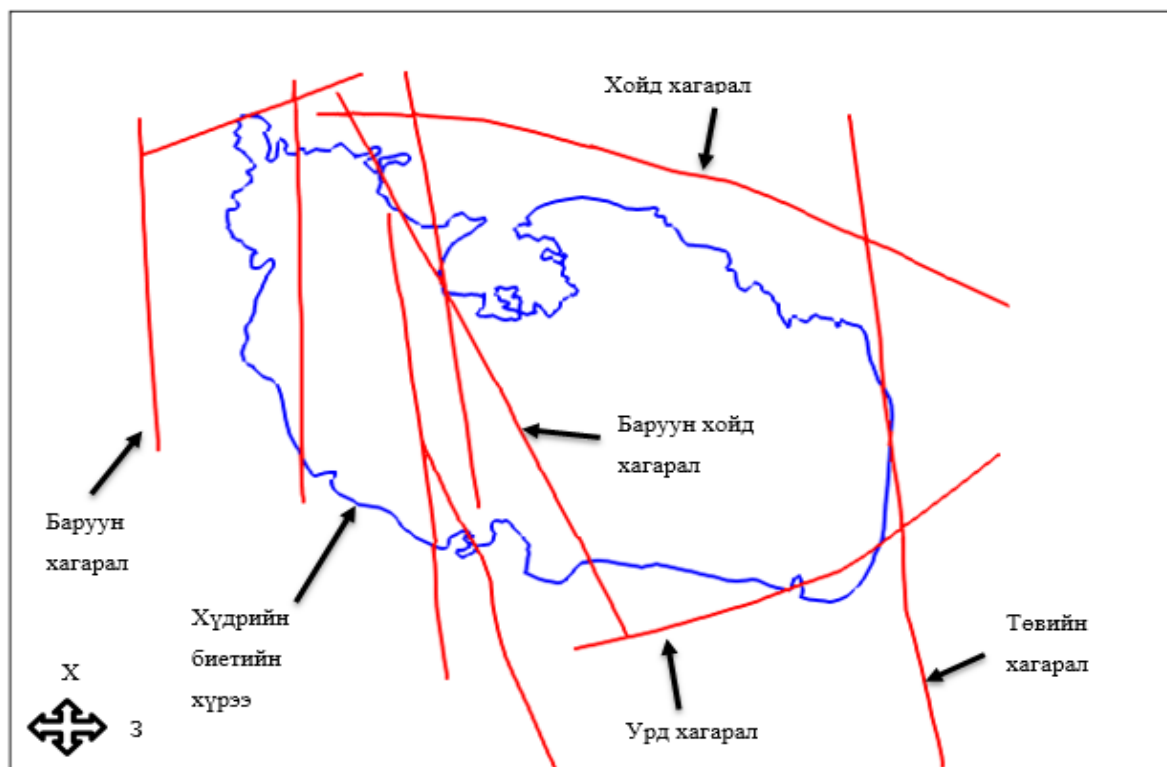 Хойд хагарал
Баруун хойд
хагарал
Баруун
хагарал
Хүдрийн
биетийн
хүрээ
Төвийн
хагарал
Урд хагарал
Х
З